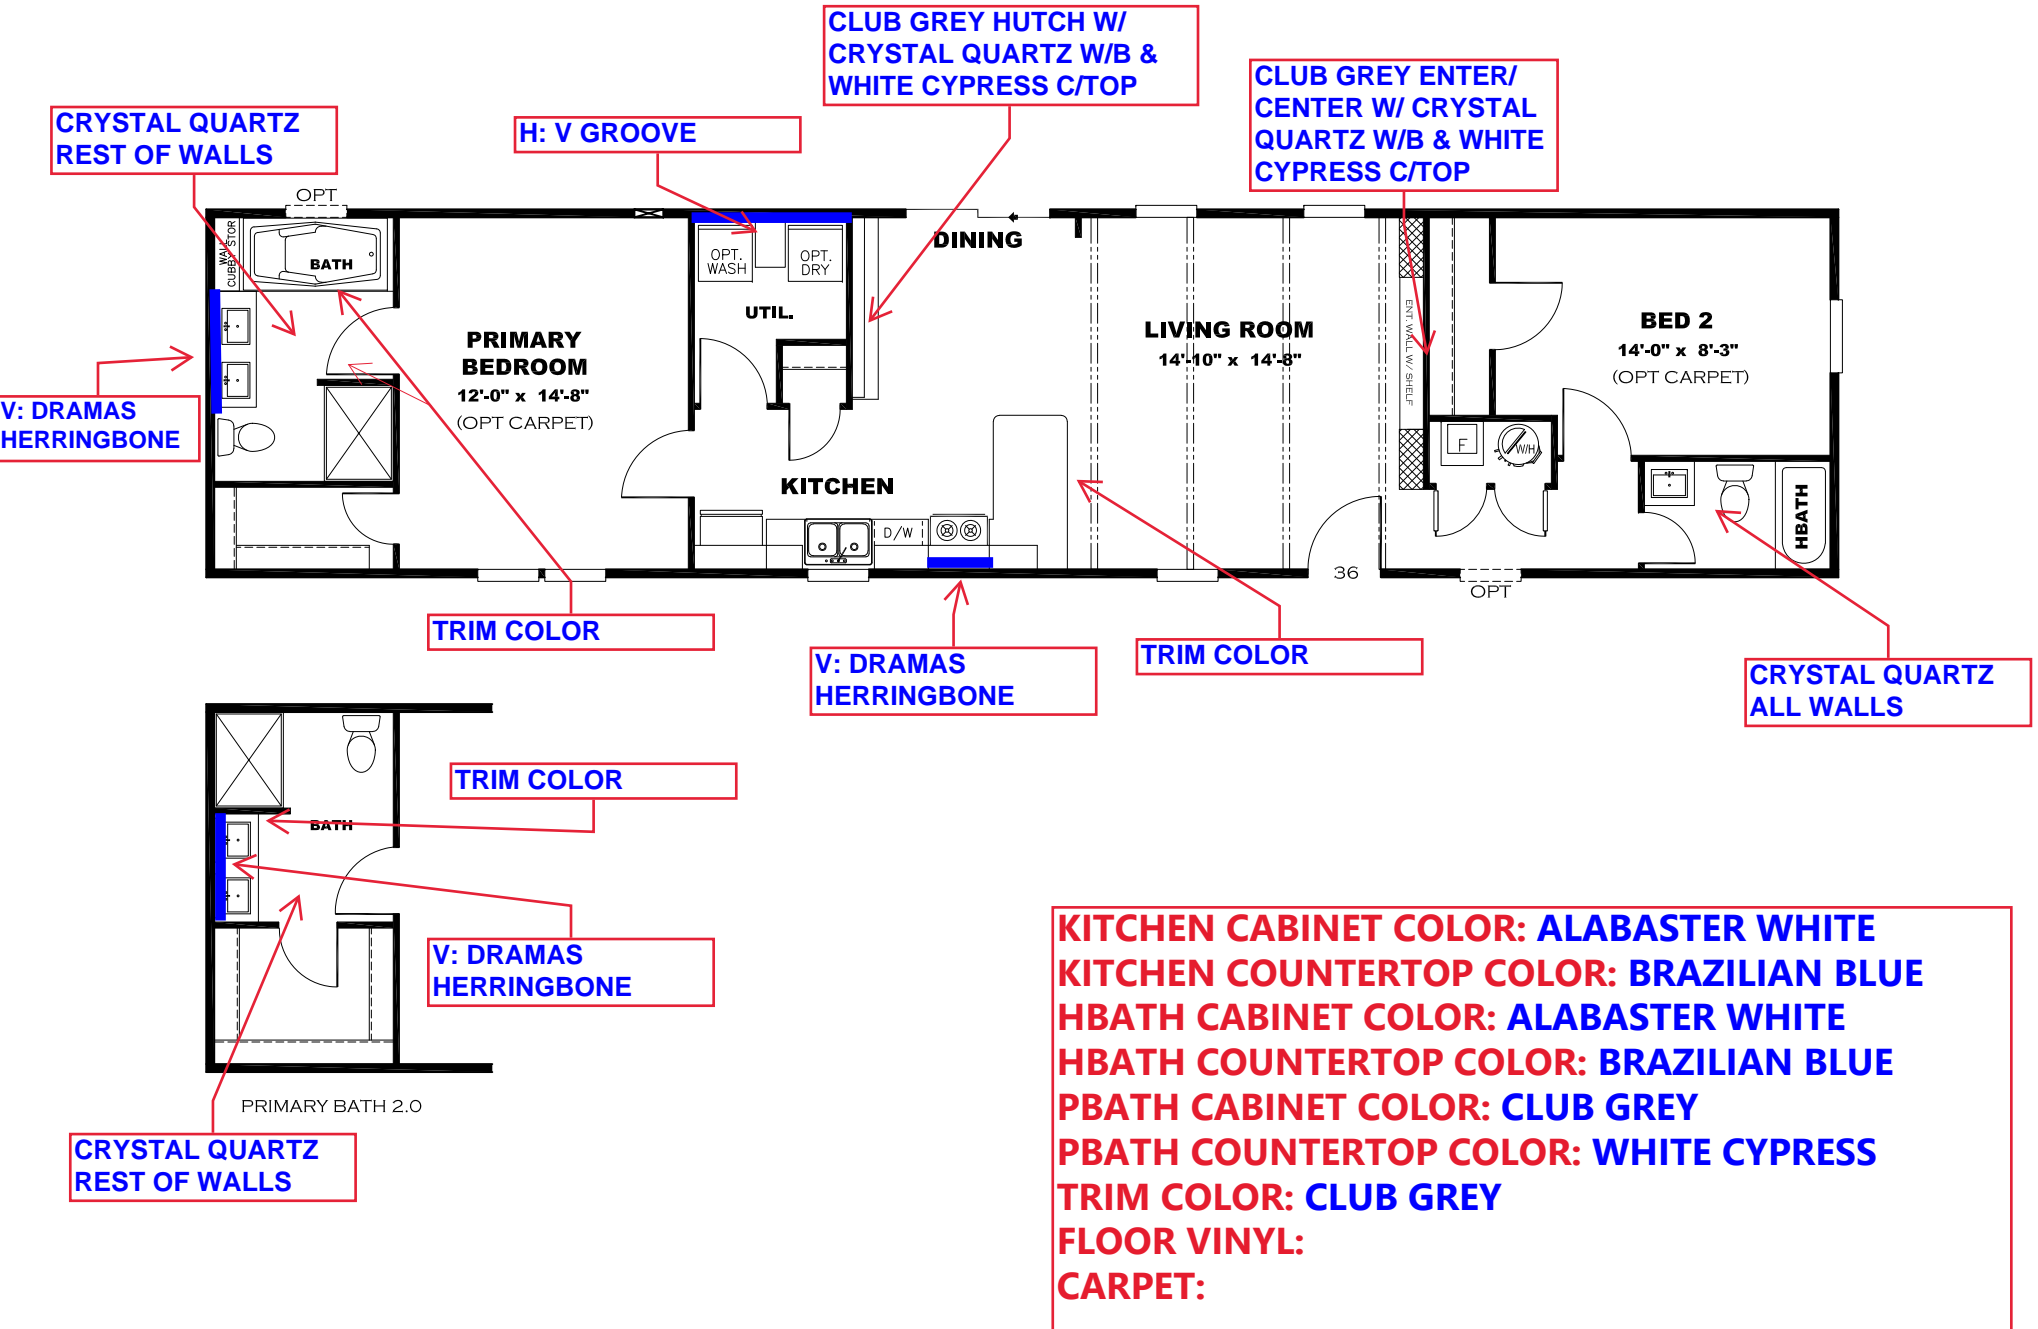 CLUB GREY HUTCH W/
CRYSTAL QUARTZ W/B &
WHITE CYPRESS C/TOP
CLUB GREY ENTER/
CENTER W/ CRYSTAL
QUARTZ W/B & WHITE
CYPRESS C/TOP
CRYSTAL QUARTZ
REST OF WALLS
H: V GROOVE
OPT
WALL
CUBBY STOR
BATH
OPT.
WASH
OPT.
DRY
UTIL.
DINING
PRIMARY
BEDROOM
12'-0" x 14'-8"
(OPT CARPET)
LIVING ROOM
14'-10" x 14'-8"
ENT. WALL W/ SHELF
BED 2
14'-0" x 8'-3"
(OPT CARPET)
V: DRAMAS
HERRINGBONE
F
W/H
KITCHEN
D/W
HBATH
36
OPT
TRIM COLOR
V: DRAMAS
HERRINGBONE
TRIM COLOR
CRYSTAL QUARTZ
ALL WALLS
TRIM COLOR
BATH
V: DRAMAS
HERRINGBONE
PRIMARY BATH 2.0
CRYSTAL QUARTZ
REST OF WALLS
KITCHEN CABINET COLOR: ALABASTER WHITE
KITCHEN COUNTERTOP COLOR: BRAZILIAN BLUE
HBATH CABINET COLOR: ALABASTER WHITE
HBATH COUNTERTOP COLOR: BRAZILIAN BLUE
PBATH CABINET COLOR: CLUB GREY
PBATH COUNTERTOP COLOR: WHITE CYPRESS
TRIM COLOR: CLUB GREY
FLOOR VINYL:
CARPET: